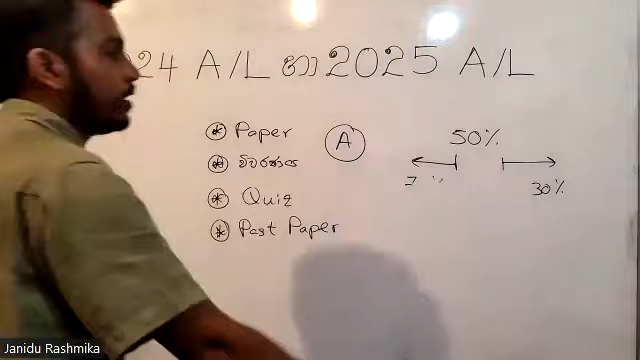 24 A/L හා 2025 A/L
Paper
විවරණය
Quiz
Past Paper
A
50%
30%
Janidu Rashmika